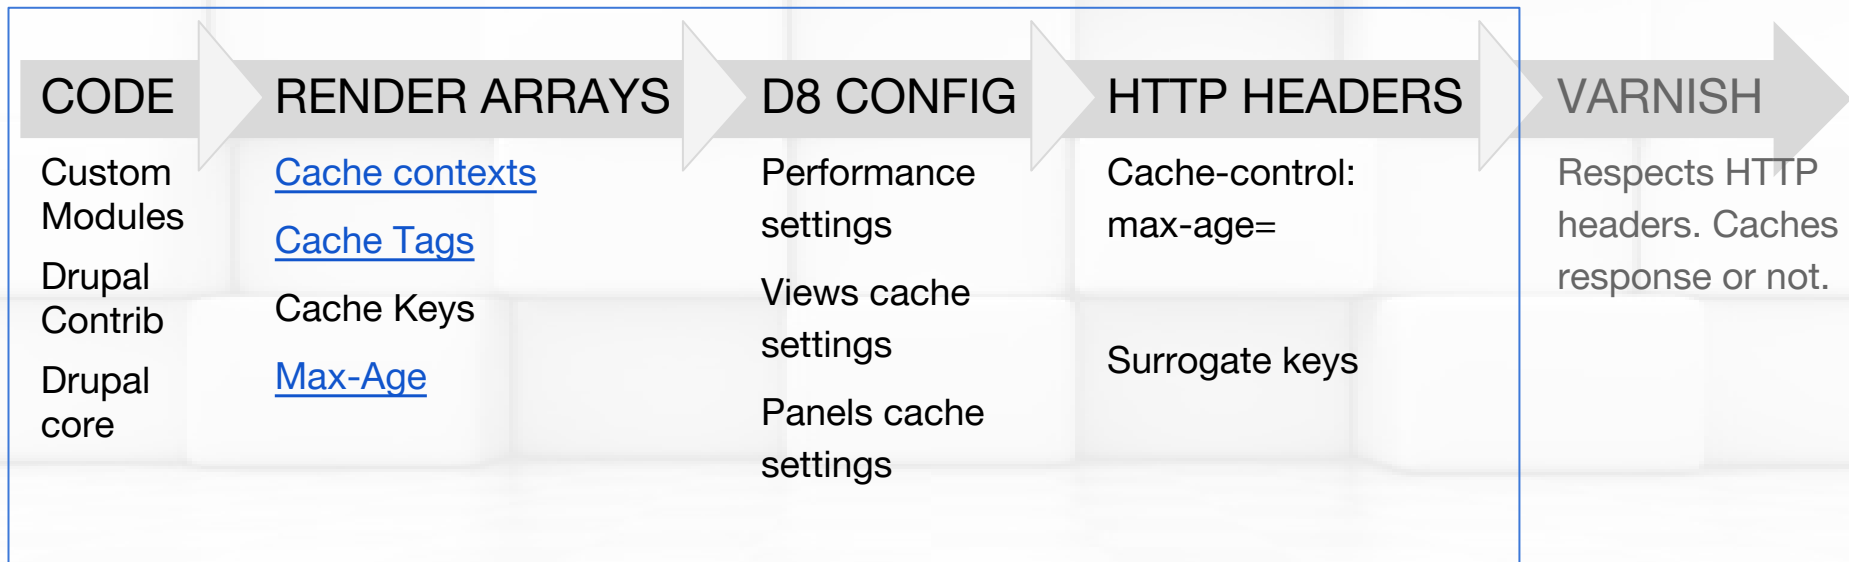 CODE
Custom
Modules
Drupal
Contrib
Drupal
core
RENDER ARRAYS
Cache contexts
Cache Tags
Cache Keys
Max-Age
D8 CONFIG
Performance
settings
Views cache
settings
Panels cache
settings
HTTP HEADERS
Cache-control:
max-age=
Surrogate keys
VARNISH
Respects HTTP
headers. Caches
response or not.